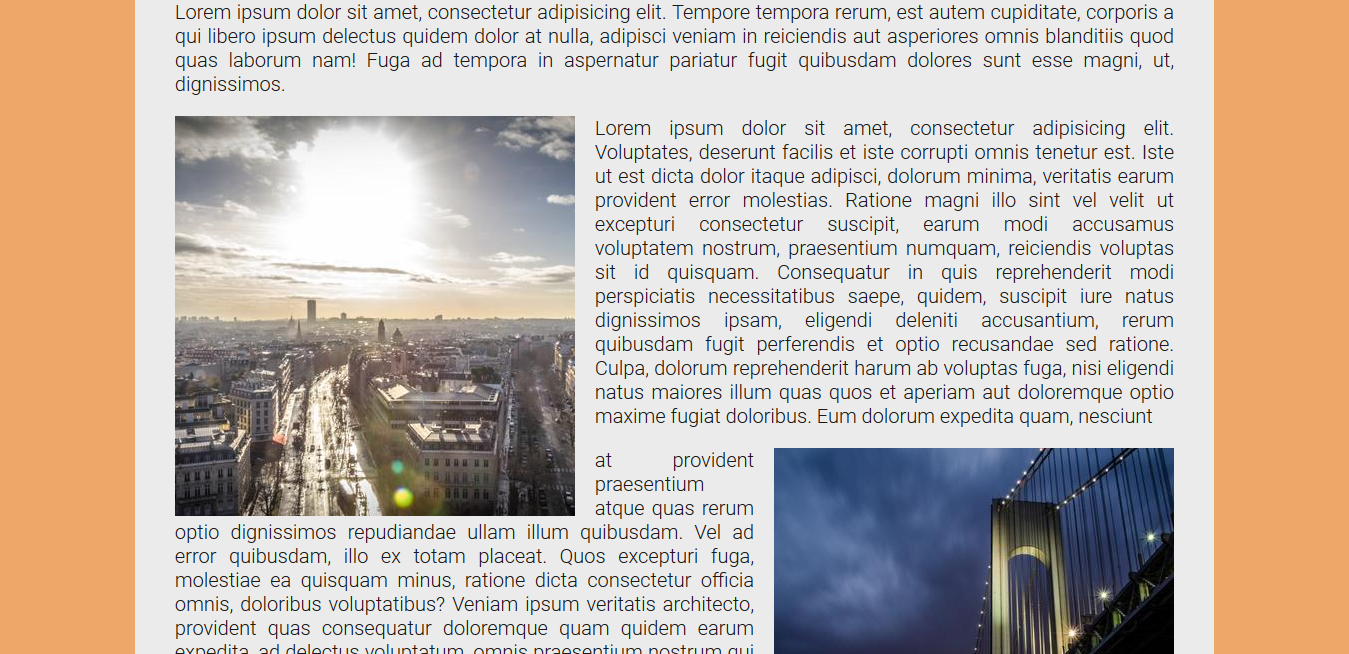 Lorem ipsum dolor sit amet, consectetur adipisicing elit. Tempore tempora rerum, est autem cupiditate, corporis a
qui libero ipsum delectus quidem dolor at nulla, adipisci veniam in reiciendis aut asperiores omnis blanditiis quod
quas laborum nam! Fuga ad tempora in aspernatur pariatur fugit quibusdam dolores sunt esse magni, ut,
dignissimos.
Lorem ipsum dolor sit amet, consectetur adipisicing elit.
Voluptates, deserunt facilis et iste corrupti omnis tenetur est. Iste
ut est dicta dolor itaque adipisci, dolorum minima, veritatis earum
provident error molestias. Ratione magni illo sint vel velit ut
excepturi consectetur suscipit, earum modi accusamus
voluptatem nostrum, praesentium numquam, reiciendis voluptas
sit id quisquam. Consequatur in quis reprehenderit modi
perspiciatis necessitatibus saepe, quidem, suscipit iure natus
dignissimos ipsam, eligendi deleniti accusantium, rerum
quibusdam fugit perferendis et optio recusandae sed ratione.
Culpa, dolorum reprehenderit harum ab voluptas fuga, nisi eligendi
natus maiores illum quas quos et aperiam aut doloremque optio
maxime fugiat doloribus. Eum dolorum expedita quam, nesciunt
at provident
praesentium
atque quas rerum
optio dignissimos repudiandae ullam illum quibusdam. Vel ad
error quibusdam, illo ex totam placeat. Quos excepturi fuga,
molestiae ea quisquam minus, ratione dicta consectetur officia
omnis, doloribus voluptatibus? Veniam ipsum veritatis architecto,
provident quas consequatur doloremque quam quidem earum
expedita, ad delectus voluptatum, omnis praesentium nostrum qui